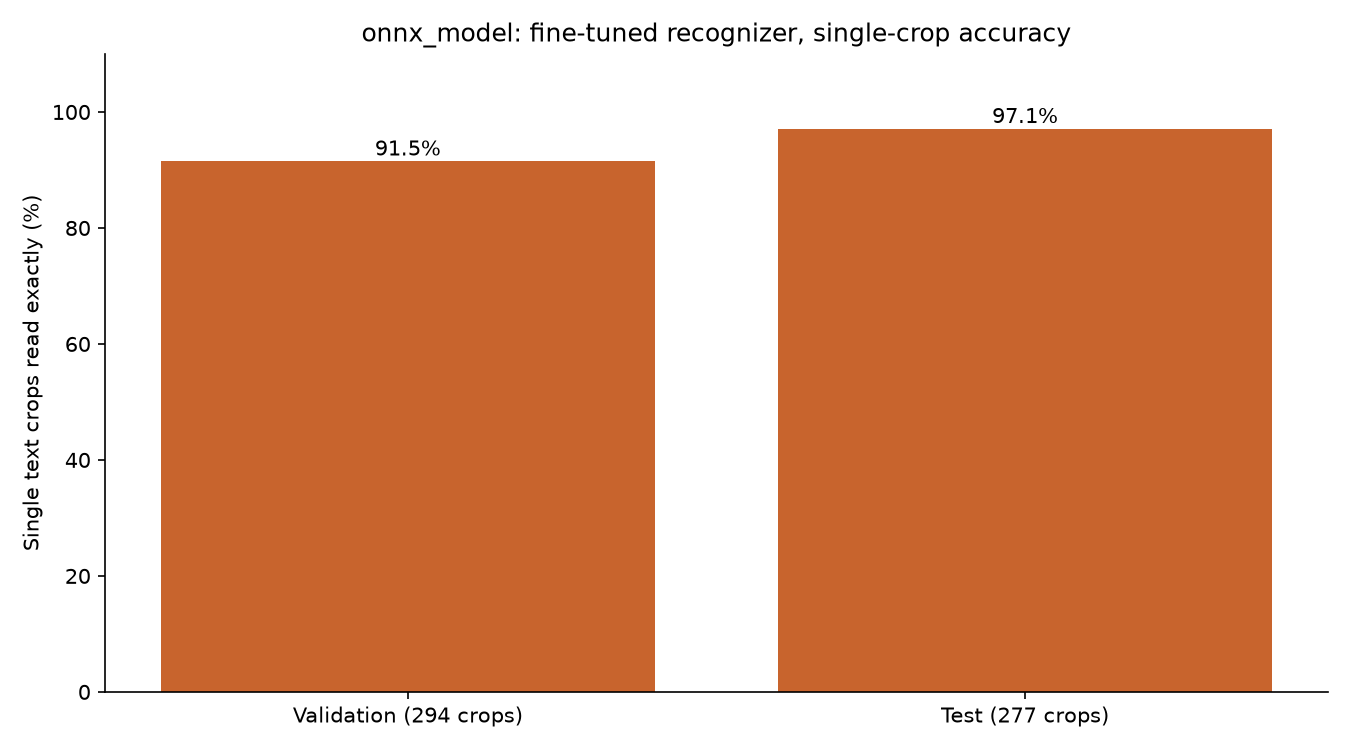 onnx_model: fine-tuned recognizer, single-crop accuracy
Single text crops read exactly (%)
100
80
60
40
20
0
91.5%
97.1%
Validation (294 crops)
Test (277 crops)